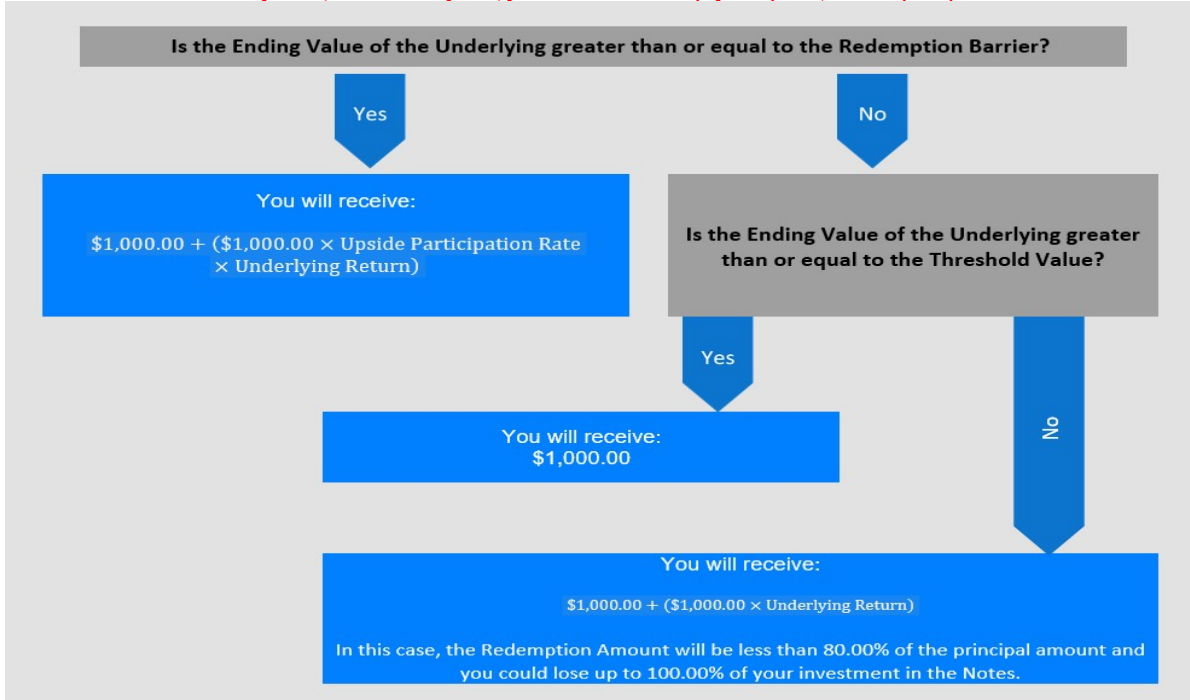 Is the Ending Value of the Underlying greater than or equal to the Redemption Barrier?
Yes
No
You will receive:
$1,000.00 + ($1,000.00 × Upside Participation Rate
× Underlying Return)
Is the Ending Value of the Underlying greater
than or equal to the Threshold Value?
Yes
No
You will receive:
$1,000.00
You will receive:
$1,000.00 + ($1,000.00 × Underlying Return)
In this case, the Redemption Amount will be less than 80.00% of the principal amount and
you could lose up to 100.00% of your investment in the Notes.